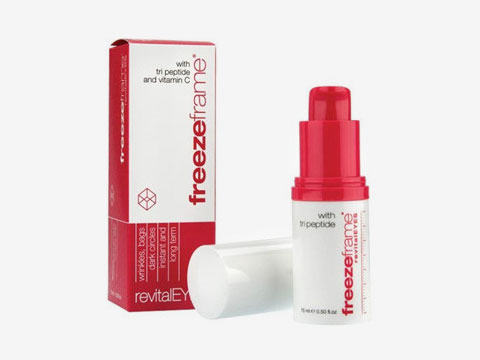 with
tri peptide
and vitamin C
freezeframe®
wrinkles, bags
dark circles
instant and
long term
revitalEY
freezeframe
with
tri peptide
freezeframe®
revitalEYES
15 ml ℮ 0.50 fl.oz